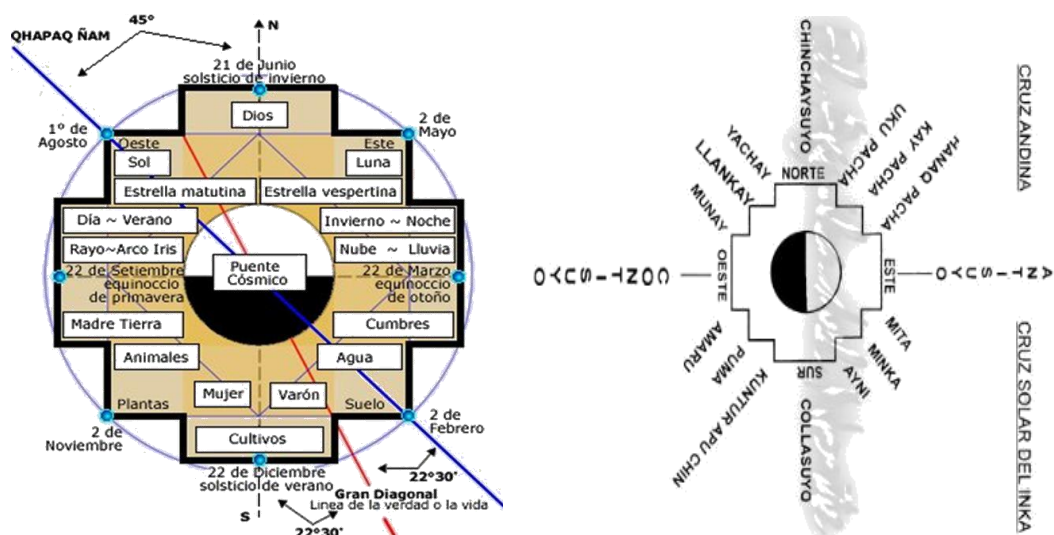 45°
QHAPAQ ÑAM
N
21 de Junio
solsticio de invierno
1º de
Agosto
2 de
Mayo
Dios
Oeste
Este
Sol
Luna
Estrella matutina
Estrella vespertina
Día ~ Verano
Invierno ~ Noche
Rayo~Arco Iris
Nube ~ Lluvia
Puente
Cósmico
22 de Setiembre
equinoccio
de primavera
22 de Marzo
equinoccio
de otoño
Madre Tierra
Cumbres
Animales
Agua
Mujer
Varón
Plantas
Suelo
2 de
Noviembre
2 de
Febrero
Cultivos
22 de Diciembre
solsticio de verano
22°30'
Gran Diagonal
Linea de la verdad o la vida
S
22°30'
CHINCHAYSUYO
NORTE
YACHAY
LLANKAY
MUNAY
UKU PACHA
KAY PACHA
HANAQ PACHA
OESTE
ESTE
CONTISUYO
ANTISUYO
AMARU
PUMA
KUNTUR APU CHIN
MITA
MINKA
AYNI
SUR
COLLASUYO
CRUZ ANDINA
CRUZ SOLAR DEL INKA